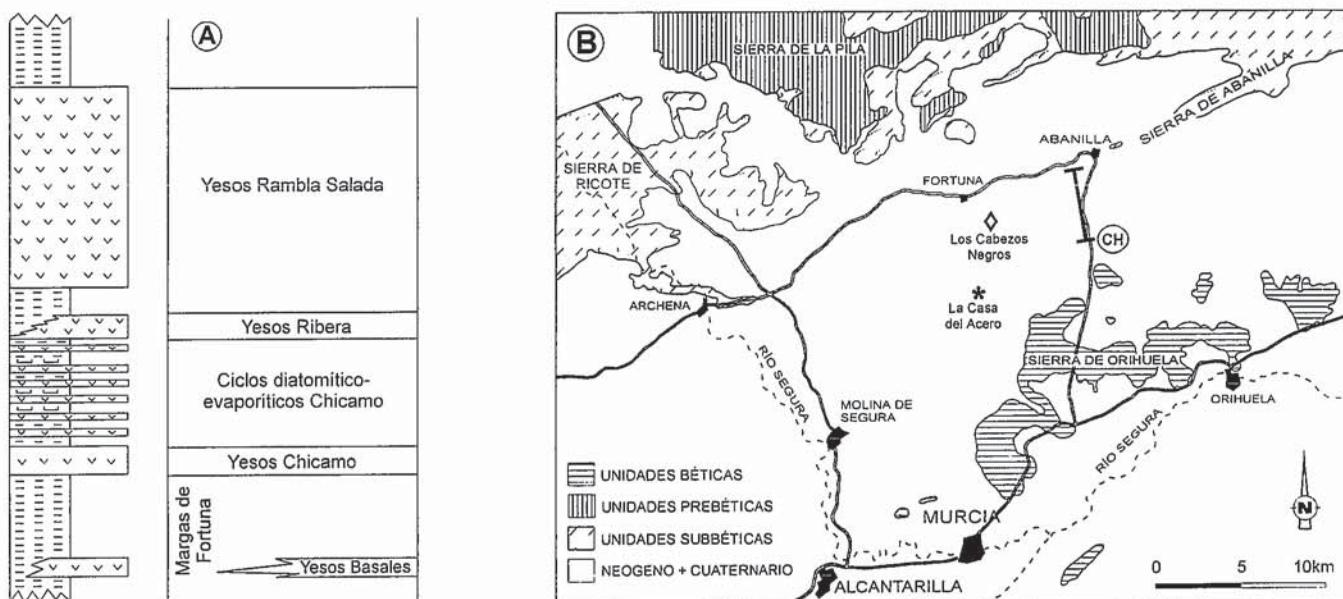 A
Yesos Rambla Salada
Yesos Ribera
Ciclos diatomítico-
evaporíticos Chicamo
Yesos Chicamo
Margas de
Fortuna
Yesos Basales
B
SIERRA DE LA PILA
SIERRA DE ABANILLA
ABANILLA
SIERRA DE
RICOTE
FORTUNA
Los Cabezos
Negros
CH
ARCHENA
La Casa
del Acero
SIERRA DE ORIHUELA
RÍO SEGURA
ORIHUELA
MOLINA DE
SEGURA
RÍO SEGURA
UNIDADES BÉTICAS
UNIDADES PREBÉTICAS
UNIDADES SUBBÉTICAS
NEOGENO + CUATERNARIO
MURCIA
ALCANTARILLA
N
0 5 10km